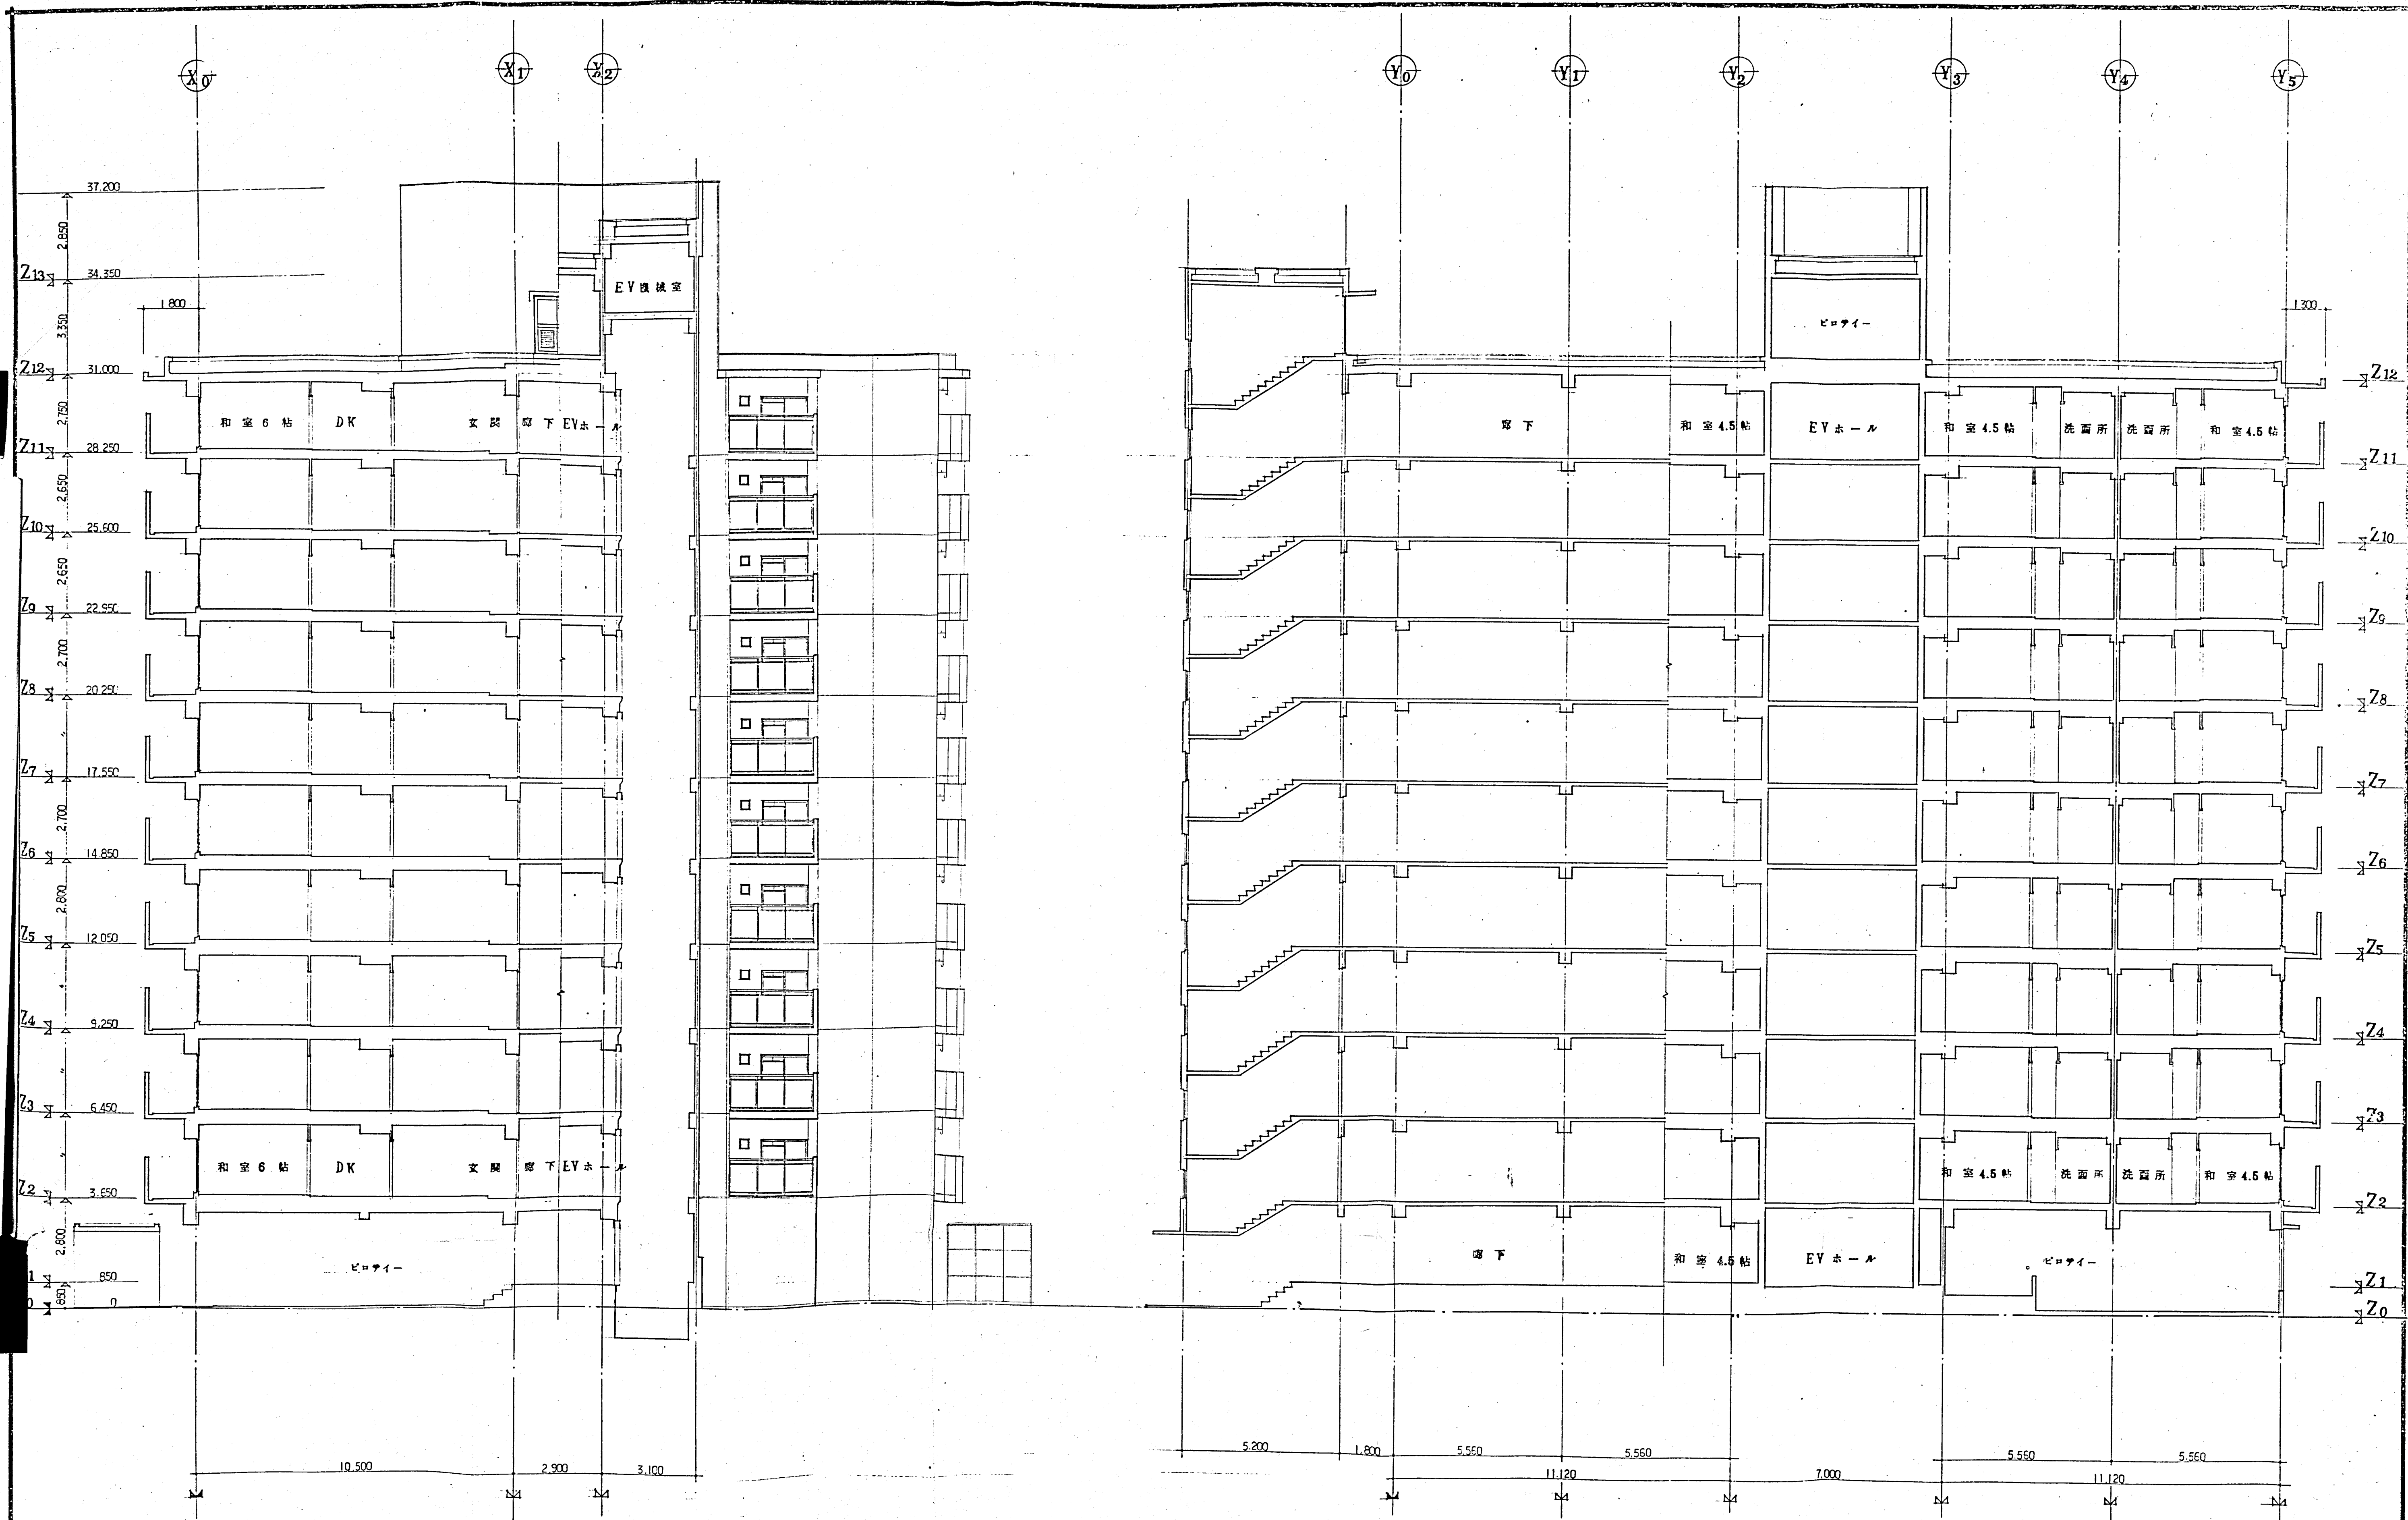 X0 X1 X2 Y0 Y1 Y2 Y3 Y4 Y5
37.200
2.850
Z13 34.350
1.800
3.350
EV機械室
ピロテイー
1.300
Z12 31.000 Z12
2.750
和室6帖 DK 玄関 廊下 EVホール
廊下 和室4.5帖 EVホール 和室4.5帖 洗面所 洗面所 和室4.5帖
Z11 28.250 Z11
2.650
Z10 25.600 Z10
2.650
Z9 22.950 Z9
2.700
Z8 20.250 Z8
〃
Z7 17.550 Z7
2.700
Z6 14.850 Z6
2.800
Z5 12.050 Z5
〃
Z4 9.250 Z4
〃
Z3 6.450 Z3
〃
和室6帖 DK 玄関 廊下 EVホール
和室4.5帖 洗面所 洗面所 和室4.5帖
Z2 3.650 Z2
2.800
ピロテイー
廊下 和室4.5帖 EVホール ピロテイー
1 850 Z1
850
0 0 Z0
10.500 2.900 3.100
5.200 1.800 5.560 5.560 5.560 5.560
11.120 7.000 11.120